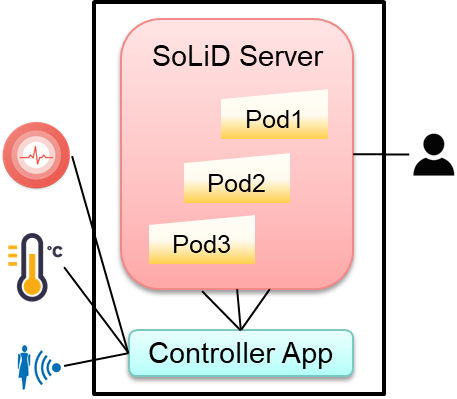 SoLiD Server
Pod1
Pod2
Pod3
°C
Controller App